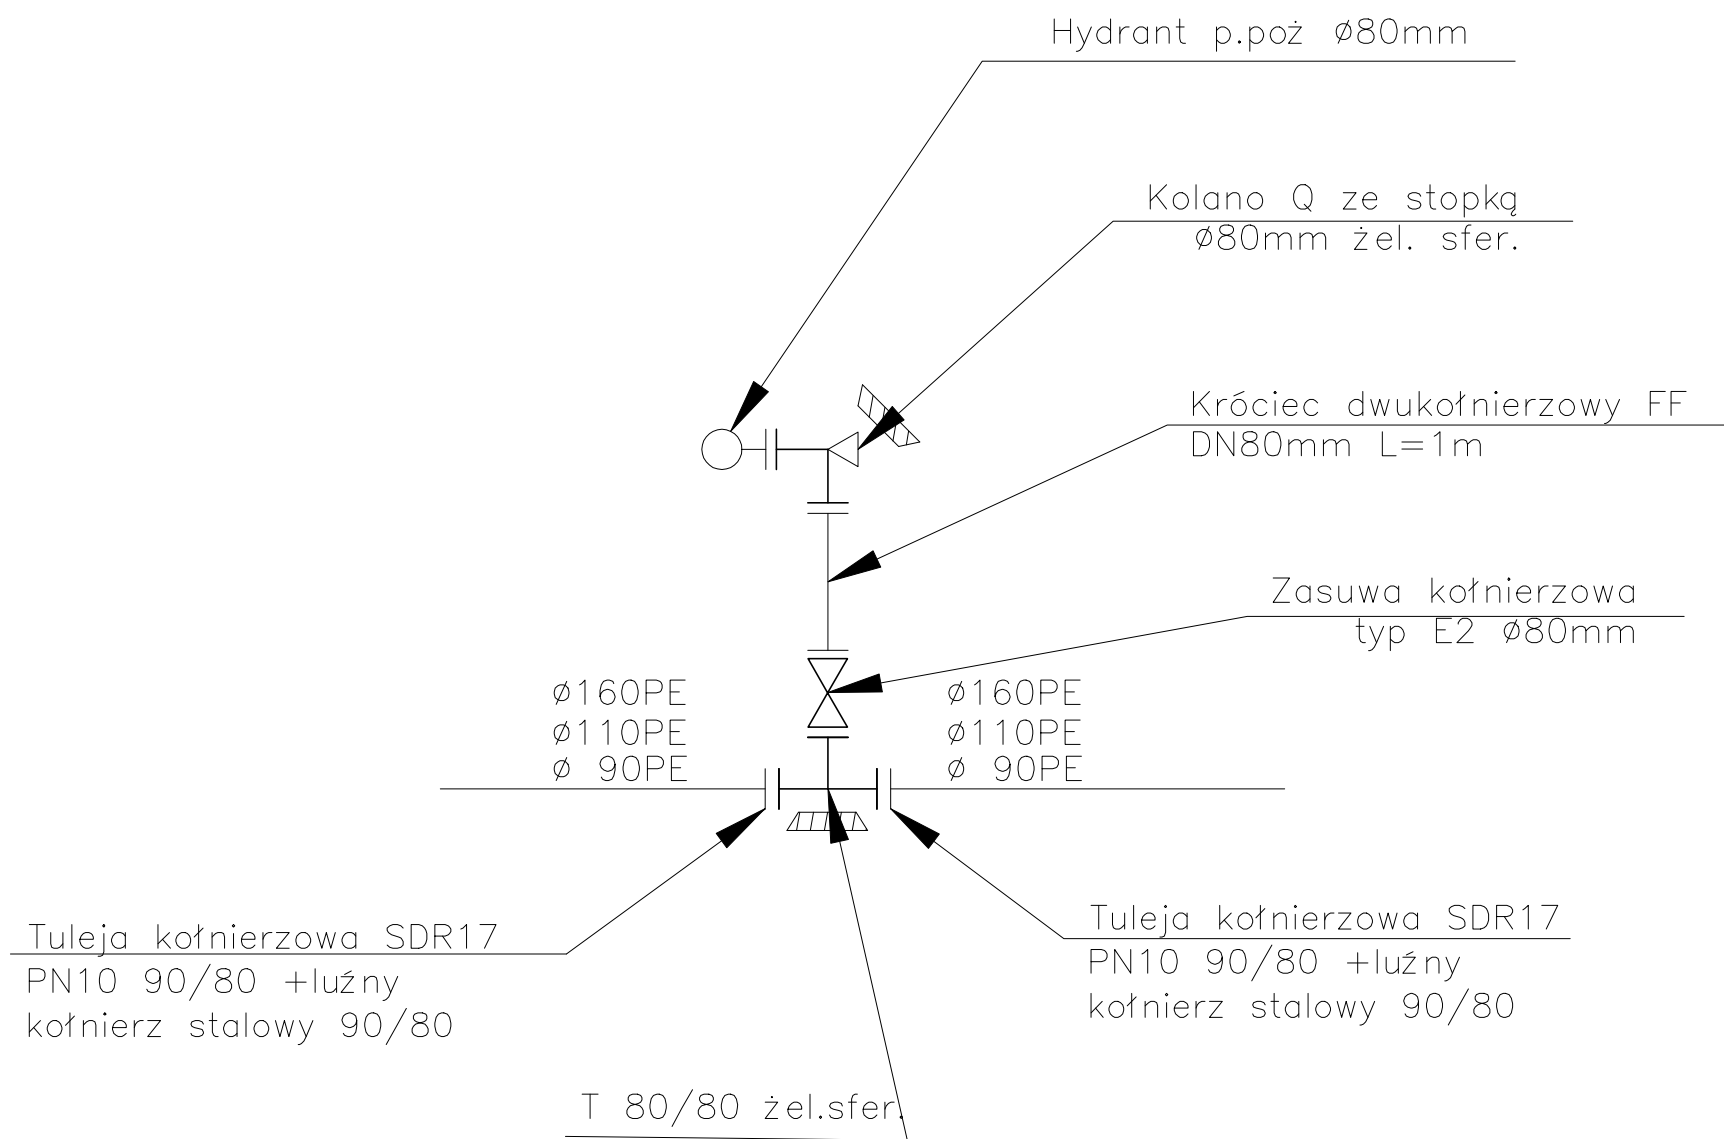 Hydrant p.poż ø80mm
Kolano Q ze stopką
ø80mm żel. sfer.
Króciec dwukołnierzowy FF
DN80mm L=1m
Zasuwa kołnierzowa
typ E2 ø80mm
ø160PE
ø110PE
ø 90PE
ø160PE
ø110PE
ø 90PE
Tuleja kołnierzowa SDR17
PN10 90/80 +luźny
kołnierz stalowy 90/80
Tuleja kołnierzowa SDR17
PN10 90/80 +luźny
kołnierz stalowy 90/80
T 80/80 żel.sfer.